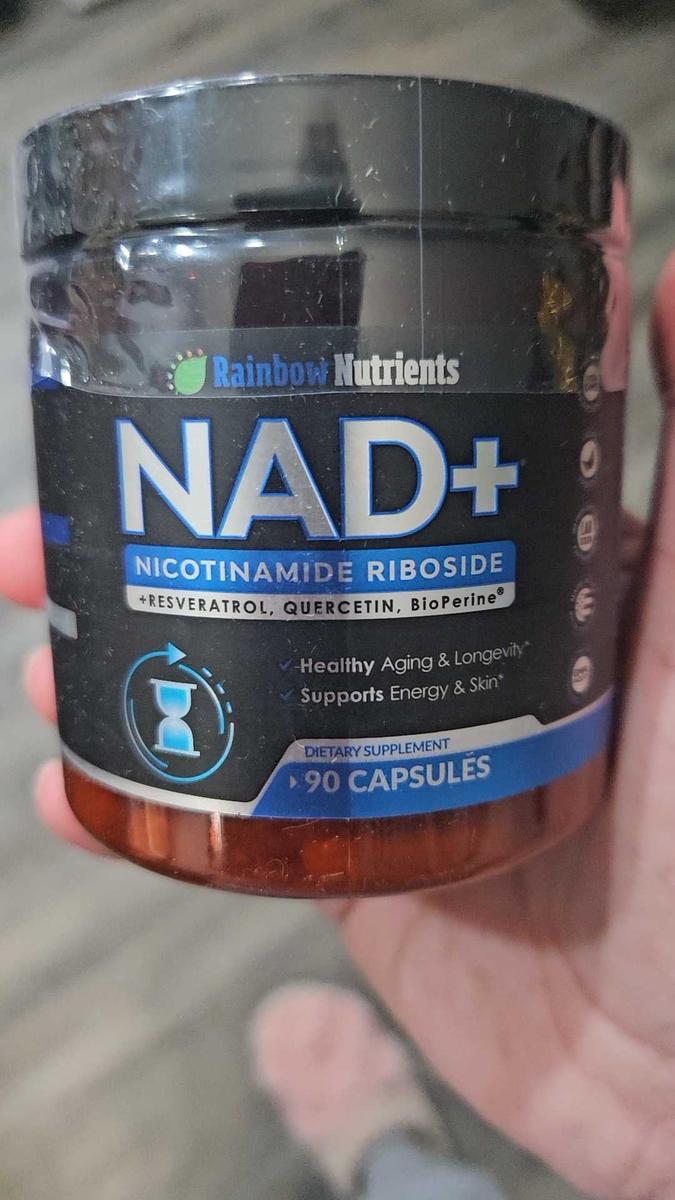 Rainbow Nutrients
NAD+
NICOTINAMIDE RIBOSIDE
+RESVERATROL, QUERCETIN, BioPerine®
Healthy Aging & Longevity*
Supports Energy & Skin*
DIETARY SUPPLEMENT
90 CAPSULES